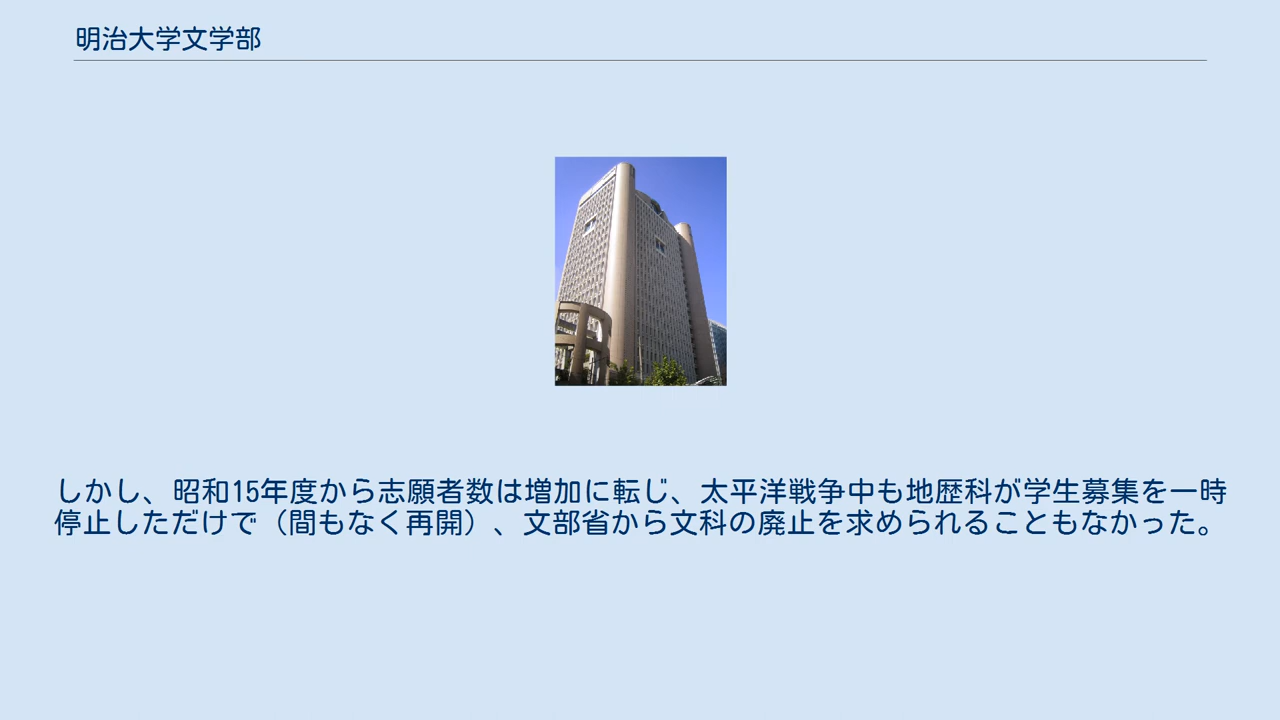 明治大学文学部
しかし、昭和15年度から志願者数は増加に転じ、太平洋戦争中も地歴科が学生募集を一時
停止しただけで（間もなく再開）、文部省から文科の廃止を求められることもなかった。